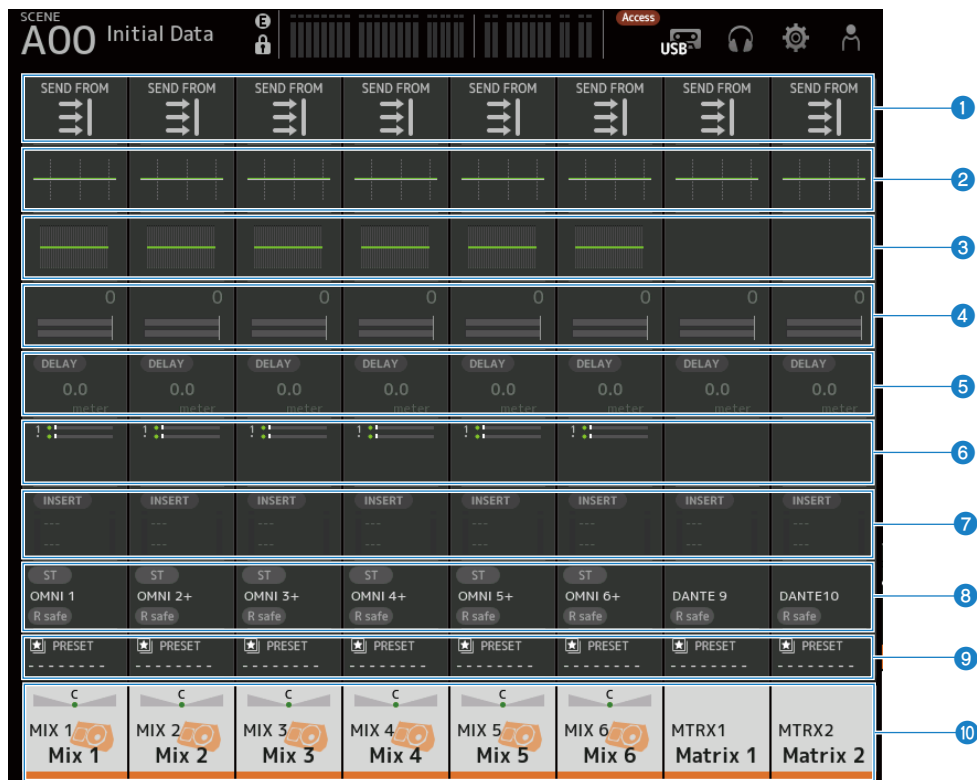 SCENE
A00 Initial Data
E
Access
USB
SEND FROM SEND FROM SEND FROM SEND FROM SEND FROM SEND FROM SEND FROM SEND FROM
1
2
3
0 0 0 0 0 0 0 0
4
DELAY DELAY DELAY DELAY DELAY DELAY DELAY DELAY
0.0 0.0 0.0 0.0 0.0 0.0 0.0 0.0
meter meter meter meter meter meter meter meter
5
1 1 1 1 1 1
6
INSERT INSERT INSERT INSERT INSERT INSERT INSERT INSERT
--- --- --- --- --- --- --- ---
--- --- --- --- --- --- --- ---
7
ST ST ST ST ST ST
OMNI 1 OMNI 2+ OMNI 3+ OMNI 4+ OMNI 5+ OMNI 6+ DANTE 9 DANTE10
R safe R safe R safe R safe R safe R safe R safe R safe
8
PRESET PRESET PRESET PRESET PRESET PRESET PRESET PRESET
-------- -------- -------- -------- -------- -------- -------- --------
9
C C C C C C
MIX 1 MIX 2 MIX 3 MIX 4 MIX 5 MIX 6 MTRX1 MTRX2
Mix 1 Mix 2 Mix 3 Mix 4 Mix 5 Mix 6 Matrix 1 Matrix 2
10